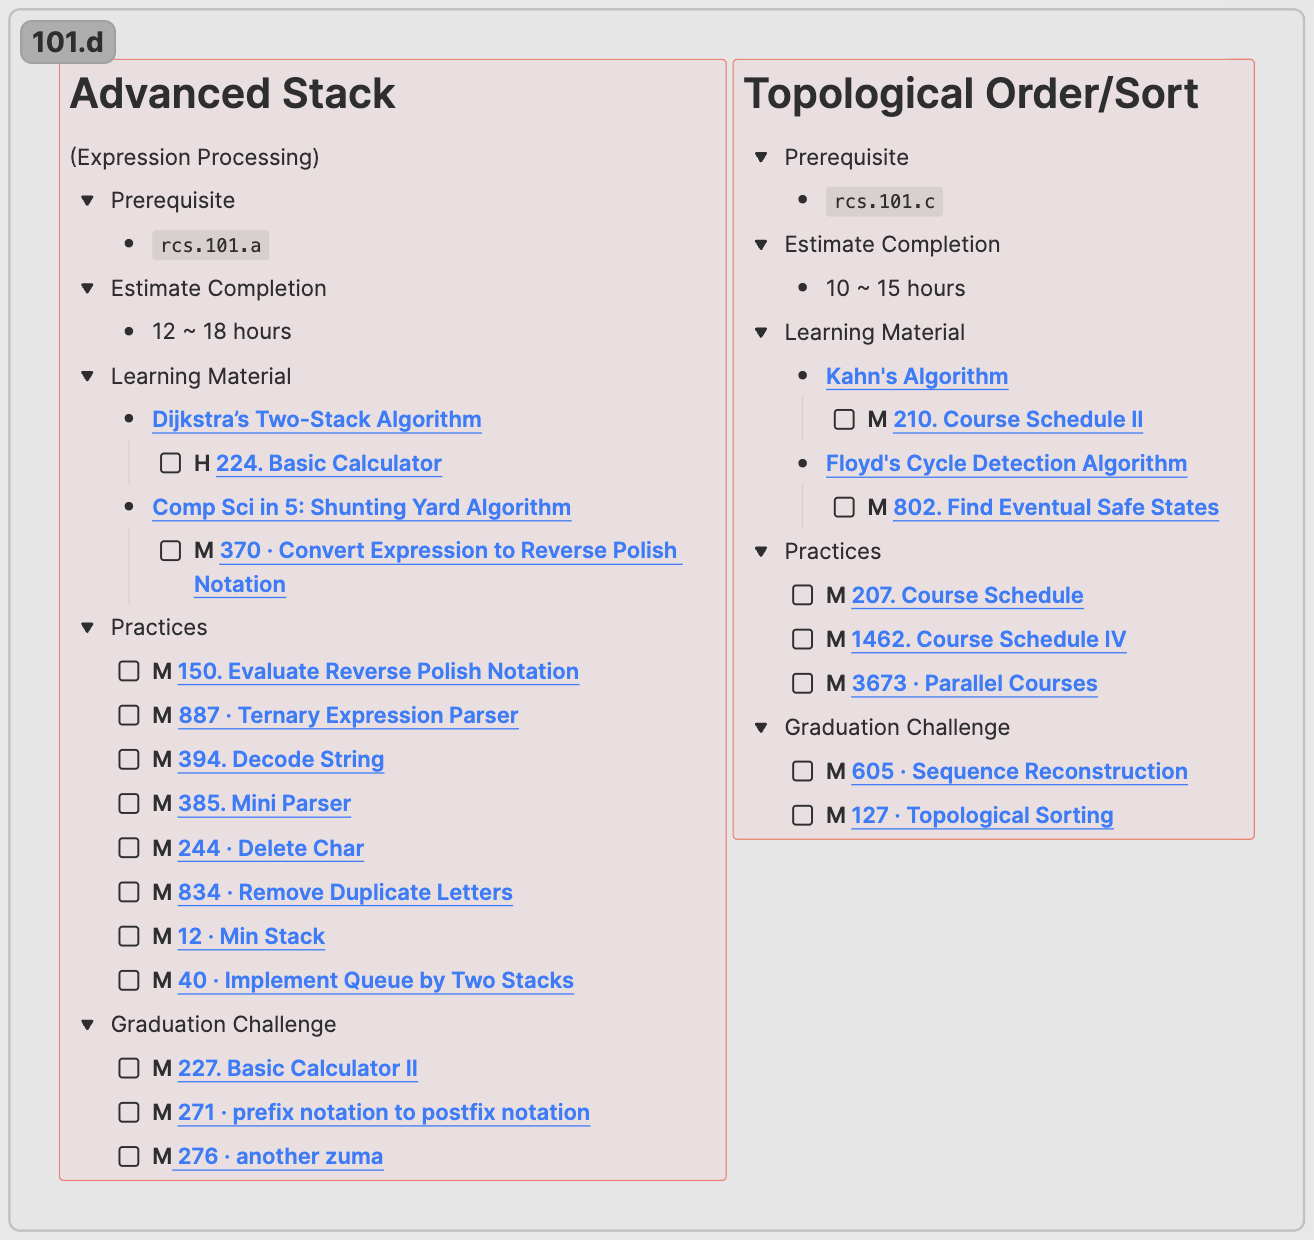 101.d
Advanced Stack
(Expression Processing)
Prerequisite
rcs.101.a
Estimate Completion
12 ~ 18 hours
Learning Material
Dijkstra’s Two-Stack Algorithm
H 224. Basic Calculator
Comp Sci in 5: Shunting Yard Algorithm
M 370 · Convert Expression to Reverse Polish
Notation
Practices
M 150. Evaluate Reverse Polish Notation
M 887 · Ternary Expression Parser
M 394. Decode String
M 385. Mini Parser
M 244 · Delete Char
M 834 · Remove Duplicate Letters
M 12 · Min Stack
M 40 · Implement Queue by Two Stacks
Graduation Challenge
M 227. Basic Calculator II
M 271 · prefix notation to postfix notation
M 276 · another zuma
Topological Order/Sort
Prerequisite
rcs.101.c
Estimate Completion
10 ~ 15 hours
Learning Material
Kahn's Algorithm
M 210. Course Schedule II
Floyd's Cycle Detection Algorithm
M 802. Find Eventual Safe States
Practices
M 207. Course Schedule
M 1462. Course Schedule IV
M 3673 · Parallel Courses
Graduation Challenge
M 605 · Sequence Reconstruction
M 127 · Topological Sorting